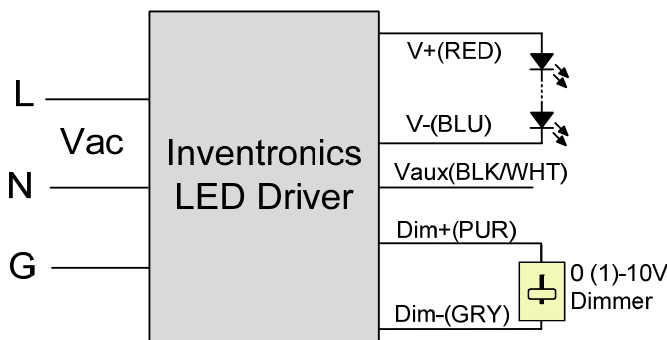 V+(RED)
L
Vac
V-(BLU)
Inventronics
LED Driver
Vaux(BLK/WHT)
N
Dim+(PUR)
G
0 (1)-10V
Dimmer
Dim-(GRY)